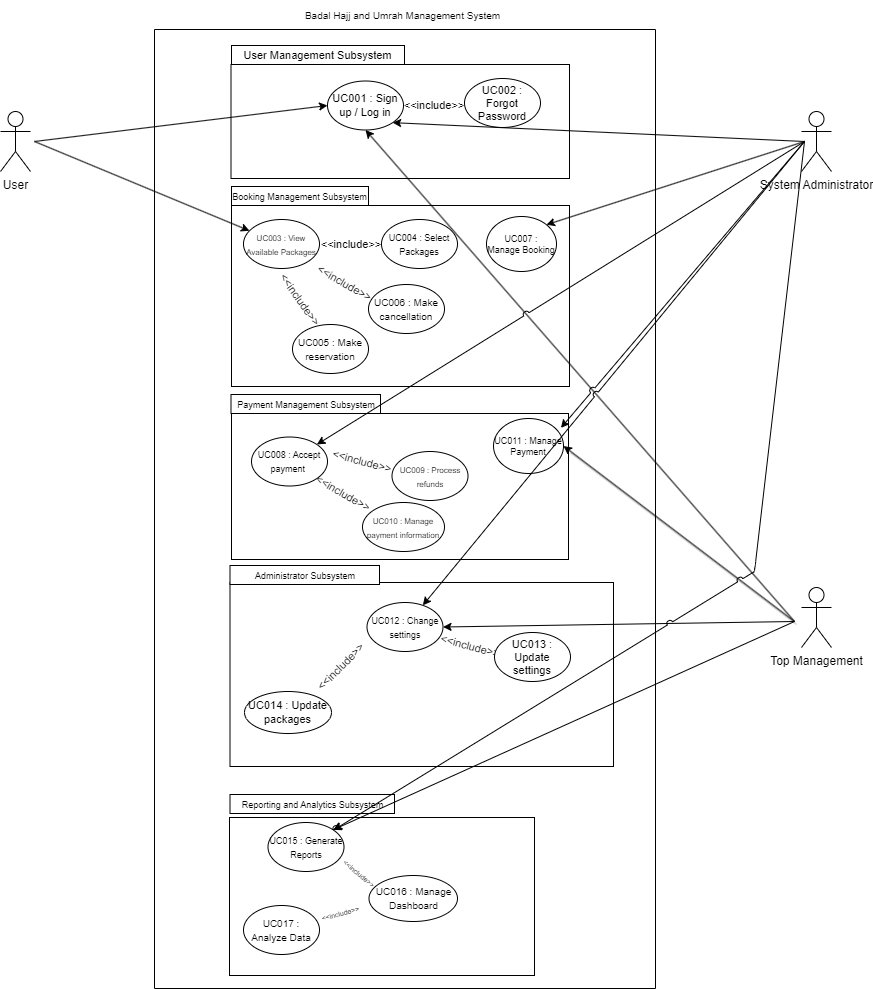 Badal Hajj and Umrah Management System
User Management Subsystem
UC001 : Sign
up / Log in
<<include>>
UC002 :
Forgot
Password
User
System Administrator
Booking Management Subsystem
UC003 : View
Available Packages
<<include>>
UC004 : Select
Packages
UC007 :
Manage Booking
<<include>>
<<include>>
UC006 : Make
cancellation
UC005 : Make
reservation
Payment Management Subsystem
UC008 : Accept
payment
<<include>>
UC009 : Process
refunds
UC011 : Manage
Payment
<<include>>
UC010 : Manage
payment information
Administrator Subsystem
UC012 : Change
settings
<<include>>
UC013 :
Update
settings
<<include>>
UC014 : Update
packages
Top Management
Reporting and Analytics Subsystem
UC015 : Generate
Reports
<<include>>
UC016 : Manage
Dashboard
<<include>>
UC017 :
Analyze Data